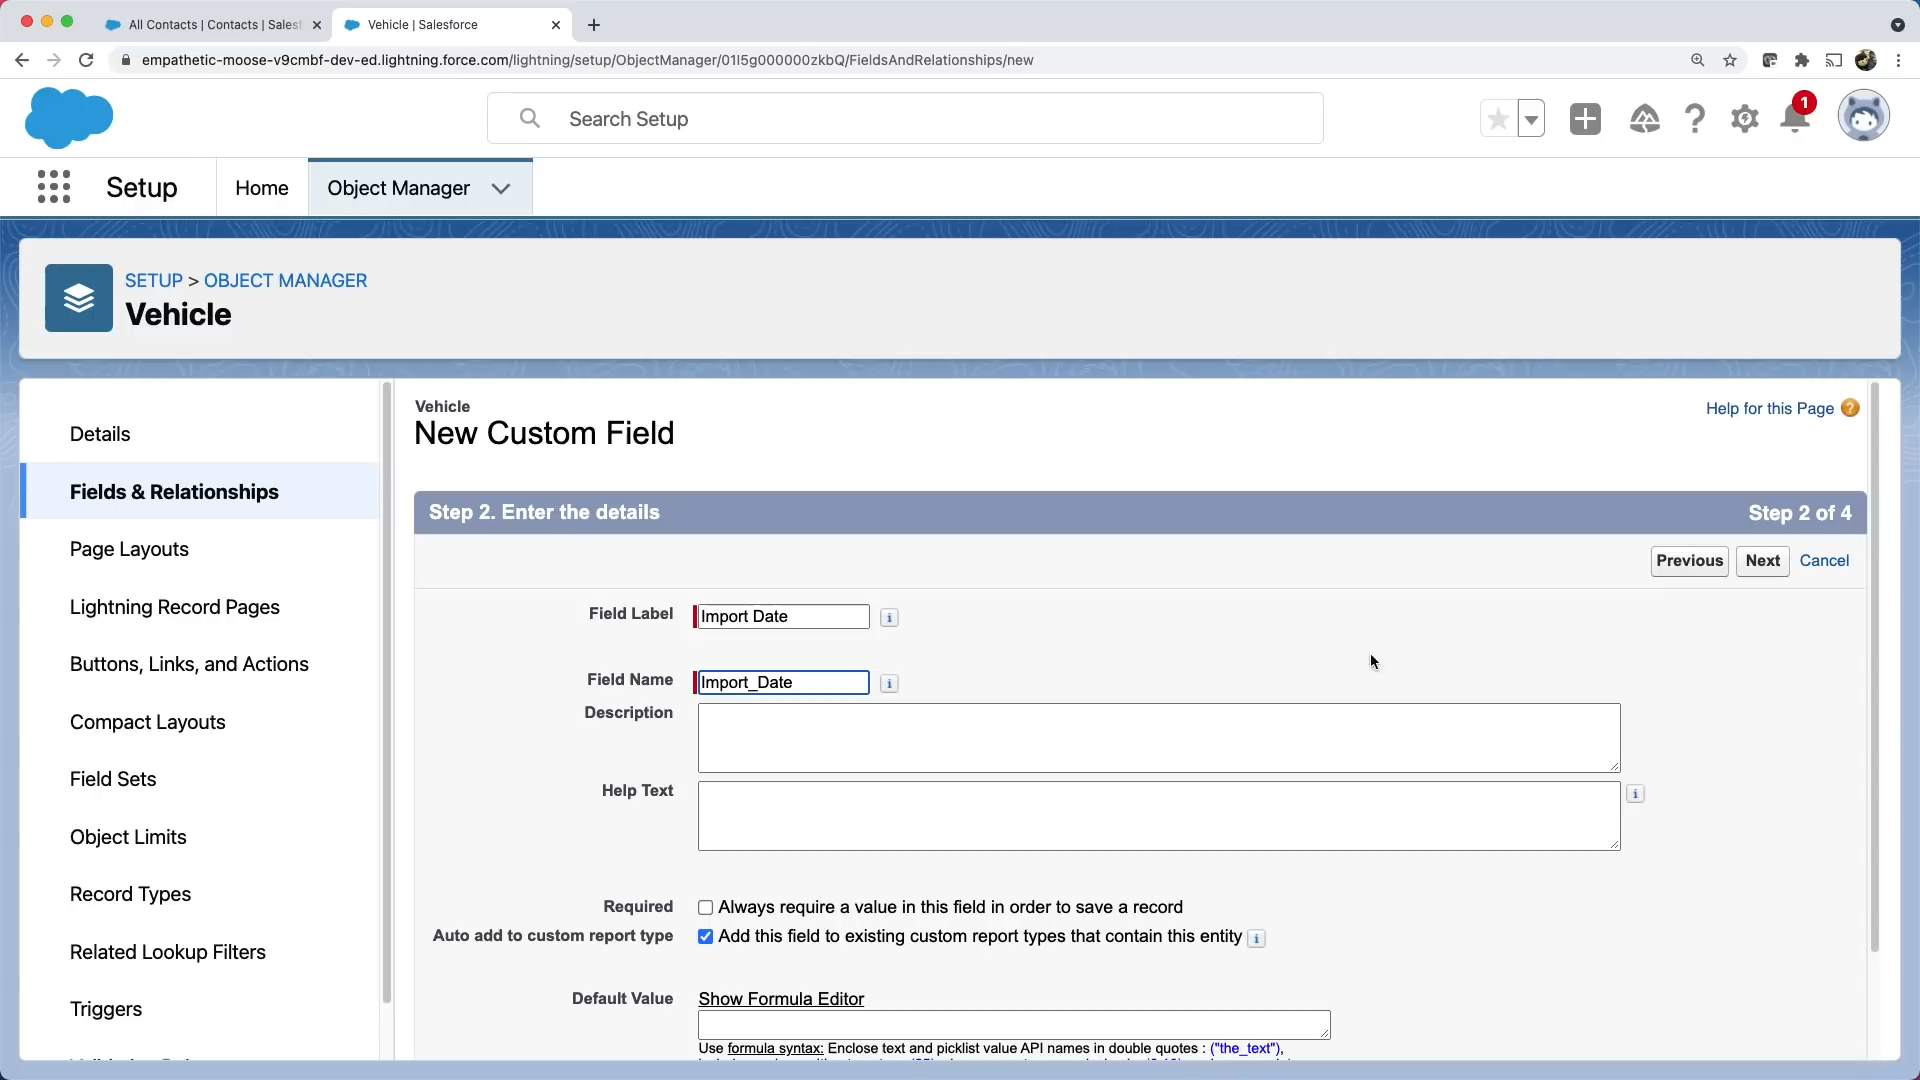 All Contacts | Contacts | Salesf
Vehicle | Salesforce
empathetic-moose-v9cmbf-dev-ed.lightning.force.com/lightning/setup/ObjectManager/01I5g000000zkbQ/FieldsAndRelationships/new
Search Setup
1
Setup
Home
Object Manager
SETUP > OBJECT MANAGER
Vehicle
Details
Fields & Relationships
Page Layouts
Lightning Record Pages
Buttons, Links, and Actions
Compact Layouts
Field Sets
Object Limits
Record Types
Related Lookup Filters
Triggers
Vehicle
New Custom Field
Help for this Page ?
Step 2. Enter the details
Step 2 of 4
Previous Next Cancel
Field Label Import Date i
Field Name Import_Date i
Description
Help Text i
Required Always require a value in this field in order to save a record
Auto add to custom report type Add this field to existing custom report types that contain this entity i
Default Value Show Formula Editor
Use formula syntax: Enclose text and picklist value API names in double quotes : ("the_text"),